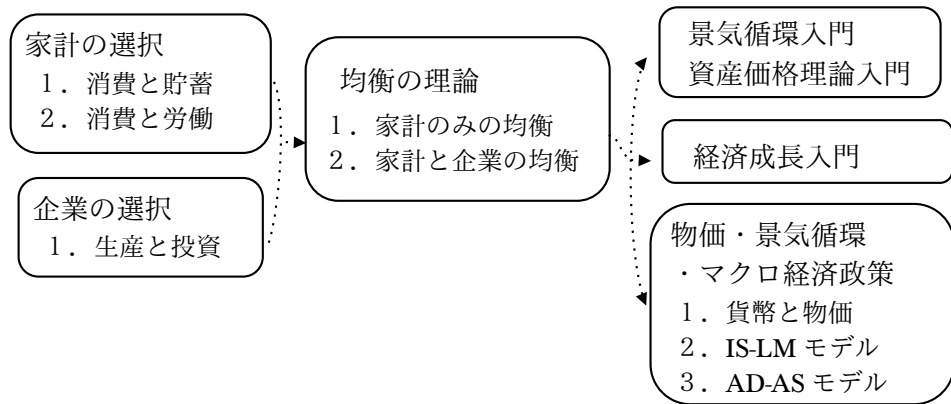 家計の選択
１．消費と貯蓄
２．消費と労働
企業の選択
１．生産と投資
均衡の理論
１．家計のみの均衡
２．家計と企業の均衡
景気循環入門
資産価格理論入門
経済成長入門
物価・景気循環
・マクロ経済政策
１．貨幣と物価
２．IS-LM モデル
３．AD-AS モデル